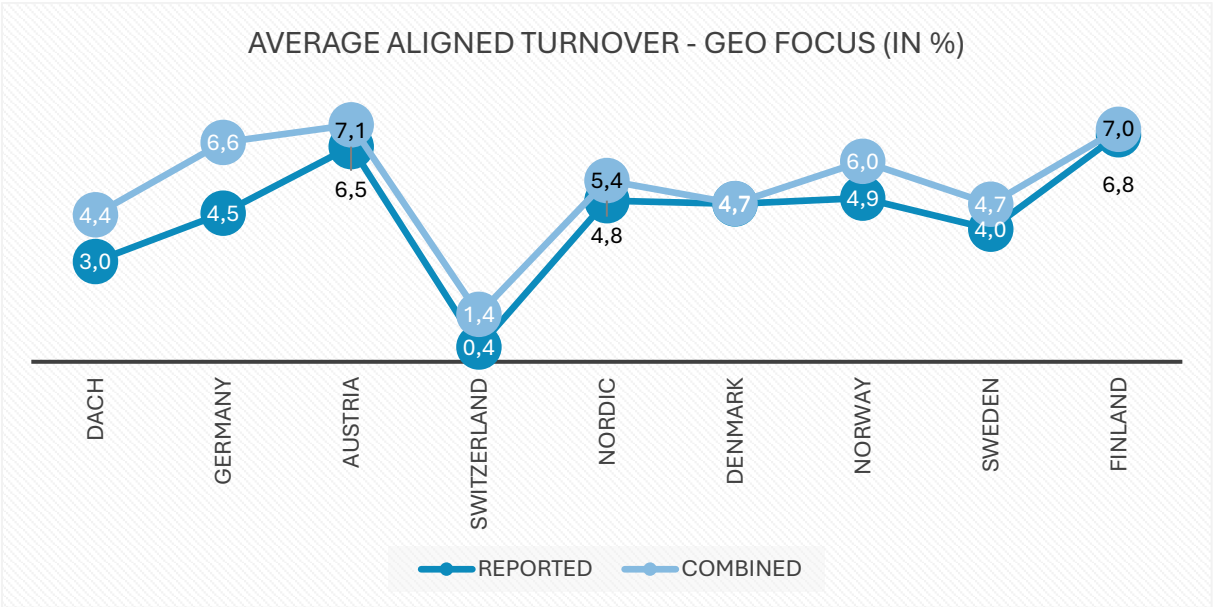 AVERAGE ALIGNED TURNOVER - GEO FOCUS (IN %)
4,4
6,6
7,1
1,4
5,4
4,7
6,0
4,7
7,0
3,0
4,5
6,5
0,4
4,8
4,9
4,0
6,8
DACH
GERMANY
AUSTRIA
SWITZERLAND
NORDIC
DENMARK
NORWAY
SWEDEN
FINLAND
REPORTED
COMBINED